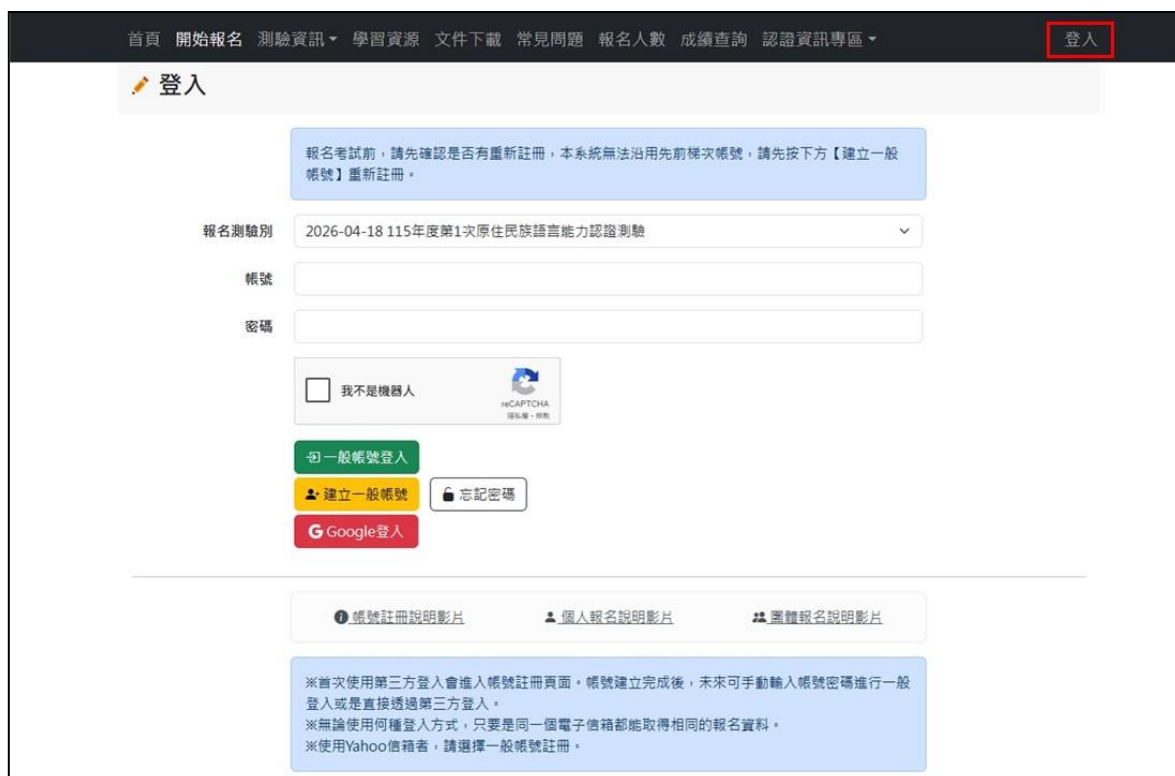 首頁 開始報名 測驗資訊 學習資源 文件下載 常見問題 報名人數 成績查詢 認證資訊專區 登入
登入
報名考試前，請先確認是否有重新註冊，本系統無法沿用先前梯次帳號，請先按下方【建立一般
帳號】重新註冊。
報名測驗別 2026-04-18 115年度第1次原住民族語言能力認證測驗
帳號
密碼
我不是機器人
reCAPTCHA
隱私權 - 條款
一般帳號登入
建立一般帳號 忘記密碼
Google登入
帳號註冊說明影片 個人報名說明影片 團體報名說明影片
※首次使用第三方登入會進入帳號註冊頁面。帳號建立完成後，未來可手動輸入帳號密碼進行一般
登入或是直接透過第三方登入。
※無論使用何種登入方式，只要是同一個電子信箱都能取得相同的報名資料。
※使用Yahoo信箱者，請選擇一般帳號註冊。